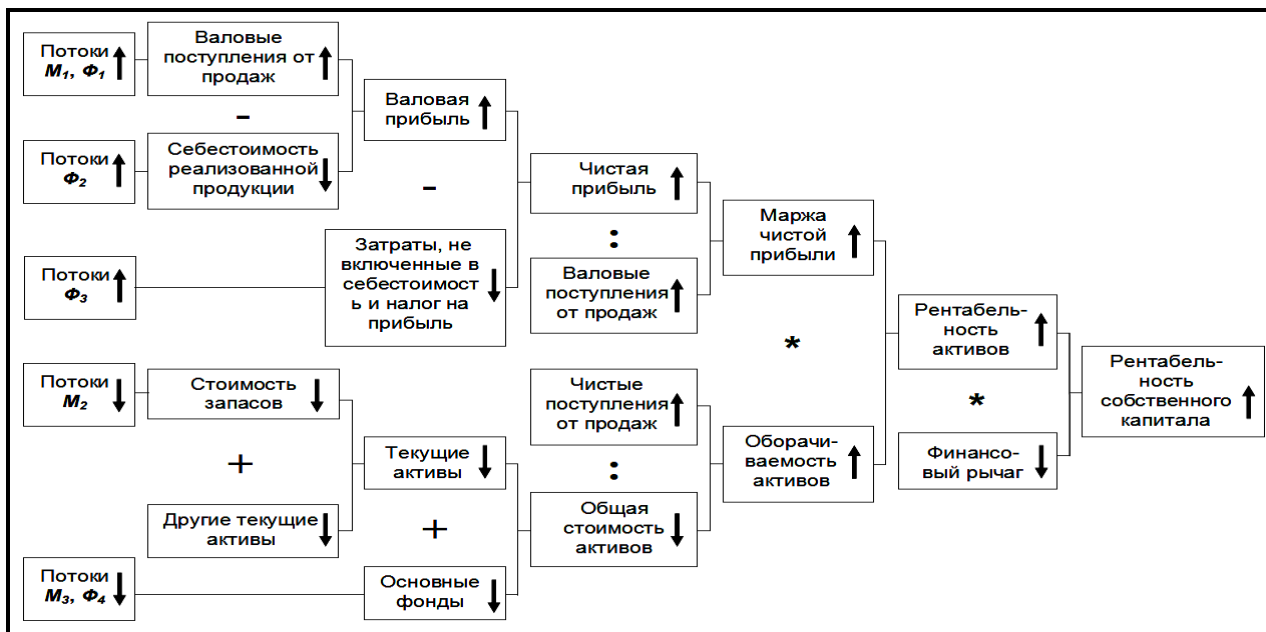 Потоки
М₁, Ф₁
Валовые
поступления от
продаж
-
Потоки
Ф₂
Себестоимость
реализованной
продукции
Валовая
прибыль
-
Потоки
Ф₃
Затраты, не
включенные в
себестоимост
ь и налог на
прибыль
Чистая
прибыль
:
Валовые
поступления
от продаж
Маржа
чистой
прибыли
*
Потоки
М₂
Стоимость
запасов
+
Другие текущие
активы
Текущие
активы
+
Потоки
М₃, Ф₄
Основные
фонды
Чистые
поступления
от продаж
:
Общая
стоимость
активов
Оборачи-
ваемость
активов
Рентабель-
ность
активов
*
Финансо-
вый рычаг
Рентабель-
ность
собственного
капитала